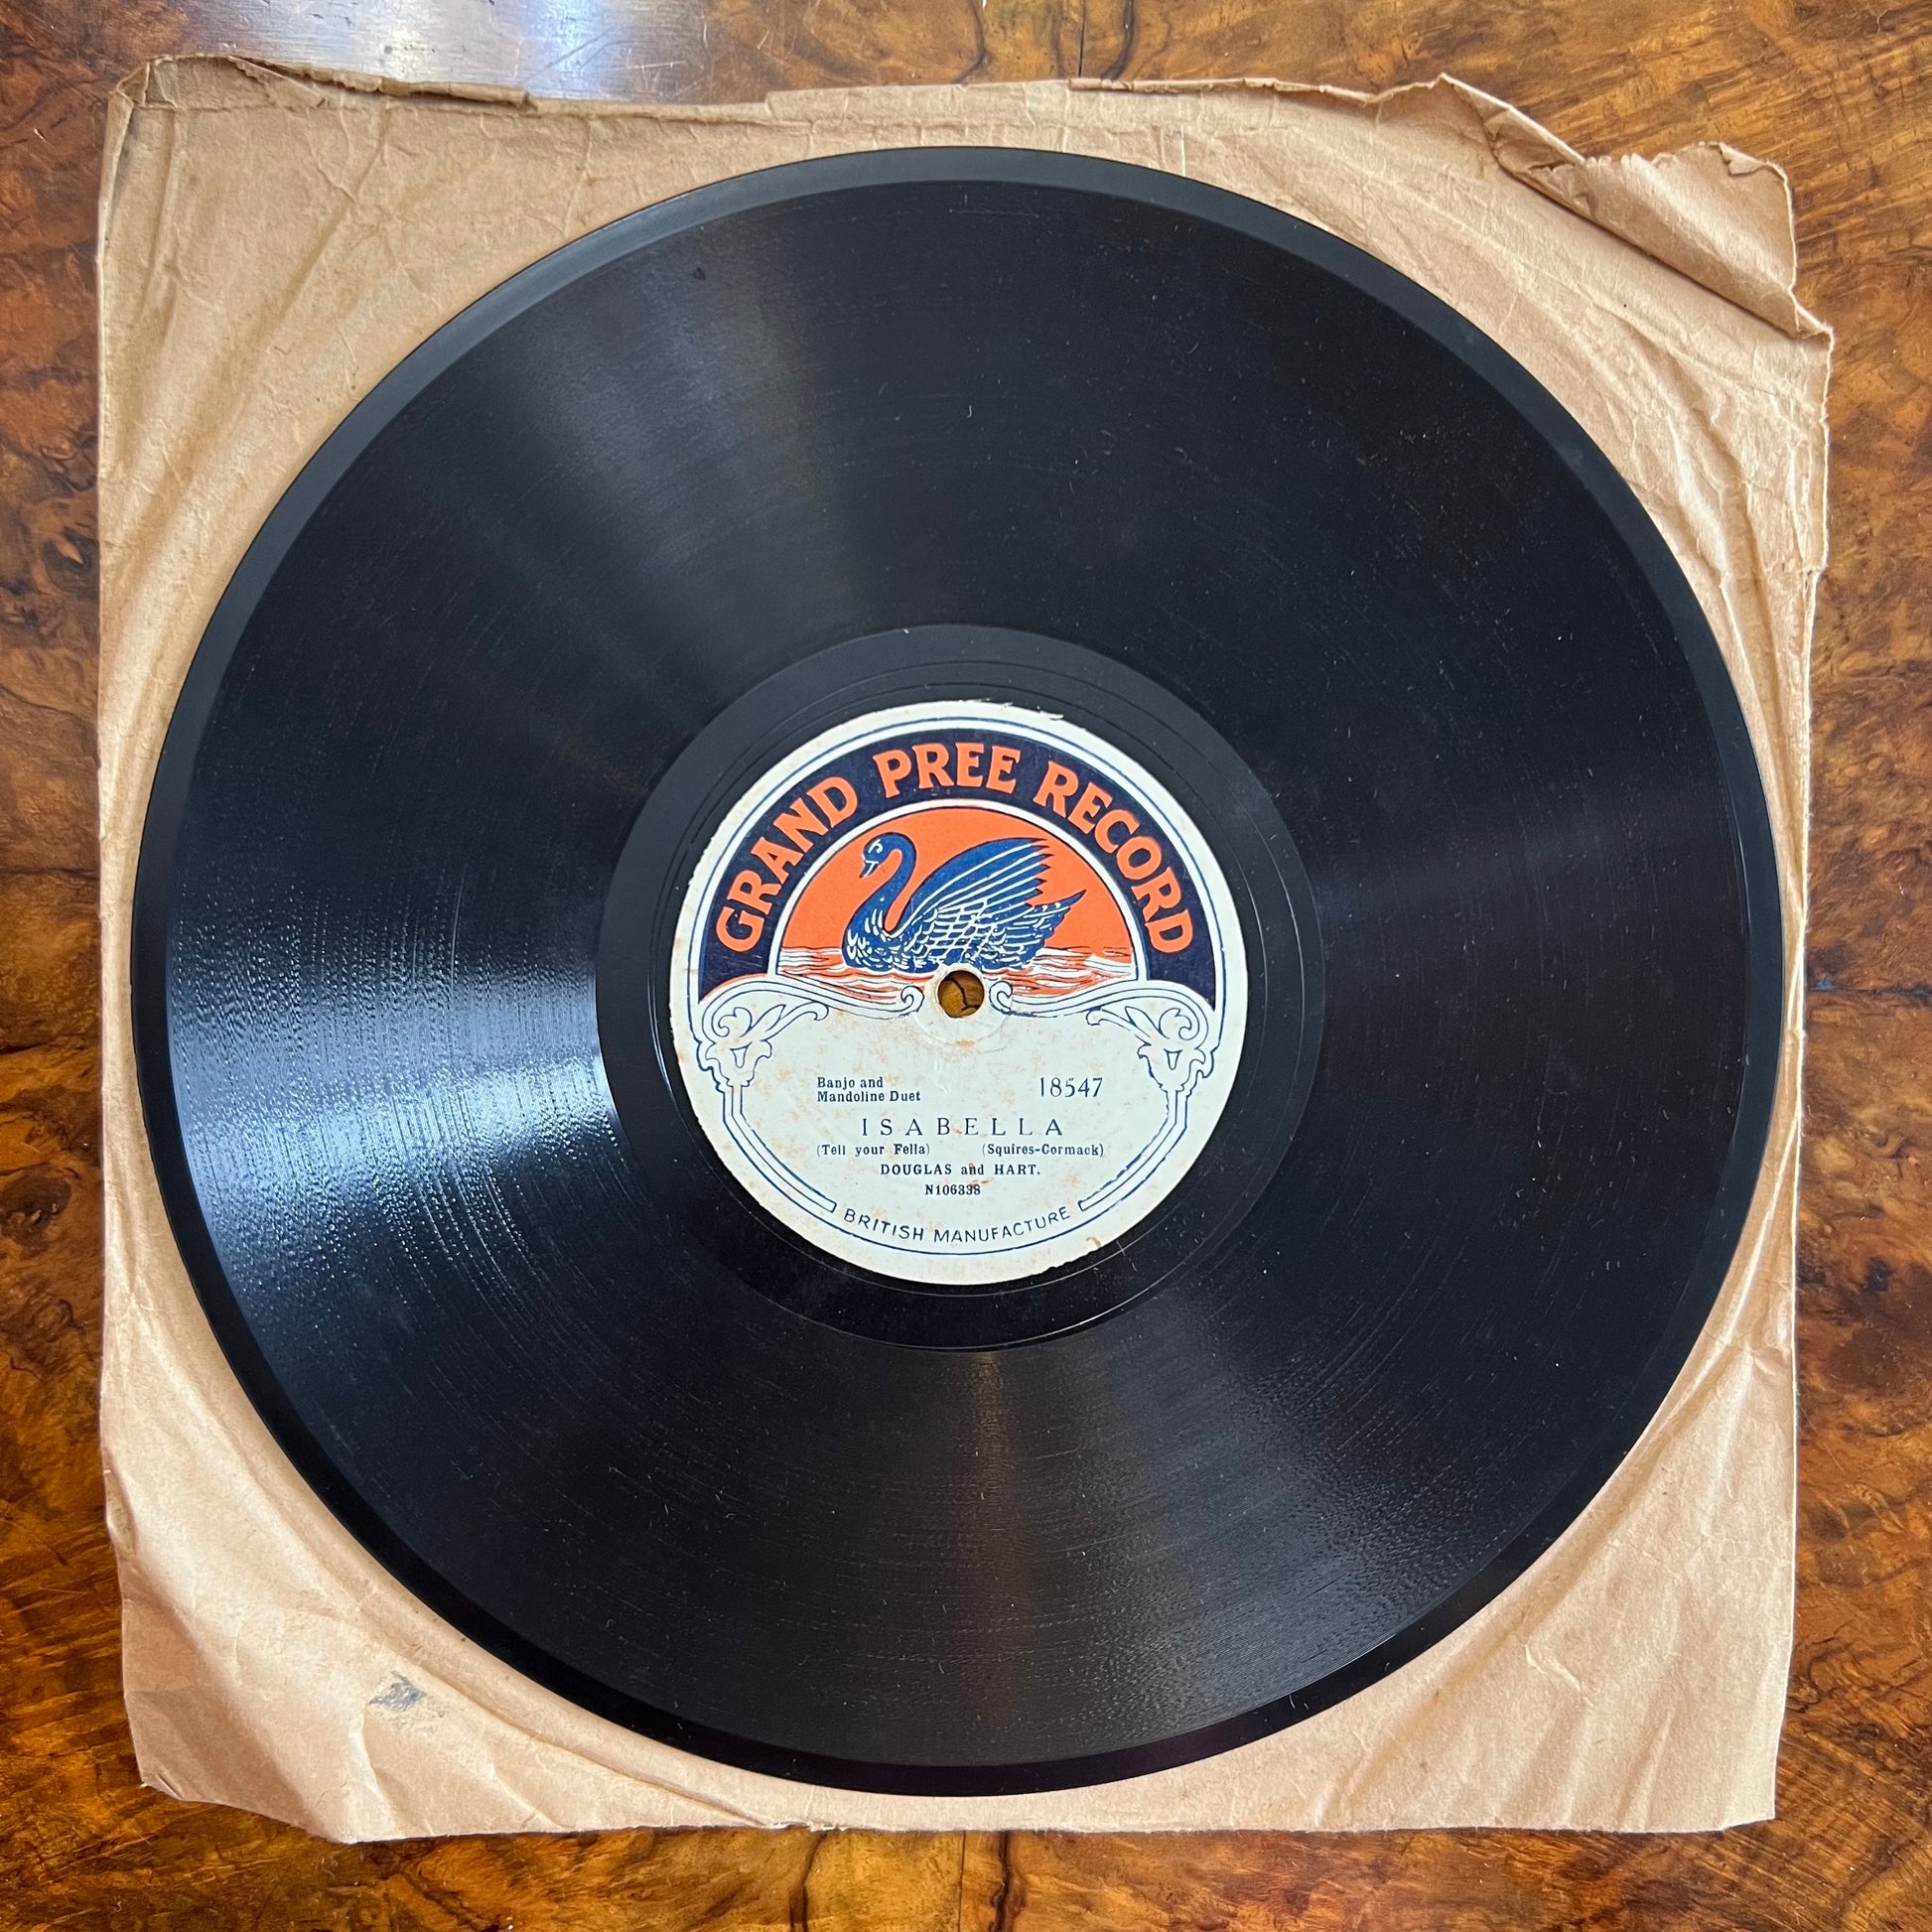 GRAND PREE RECORD
Banjo and
Mandoline Duet
18547
ISABELLA
(Tell your Fella) (Squires-Cormack)
DOUGLAS and HART.
N106338
BRITISH MANUFACTURE